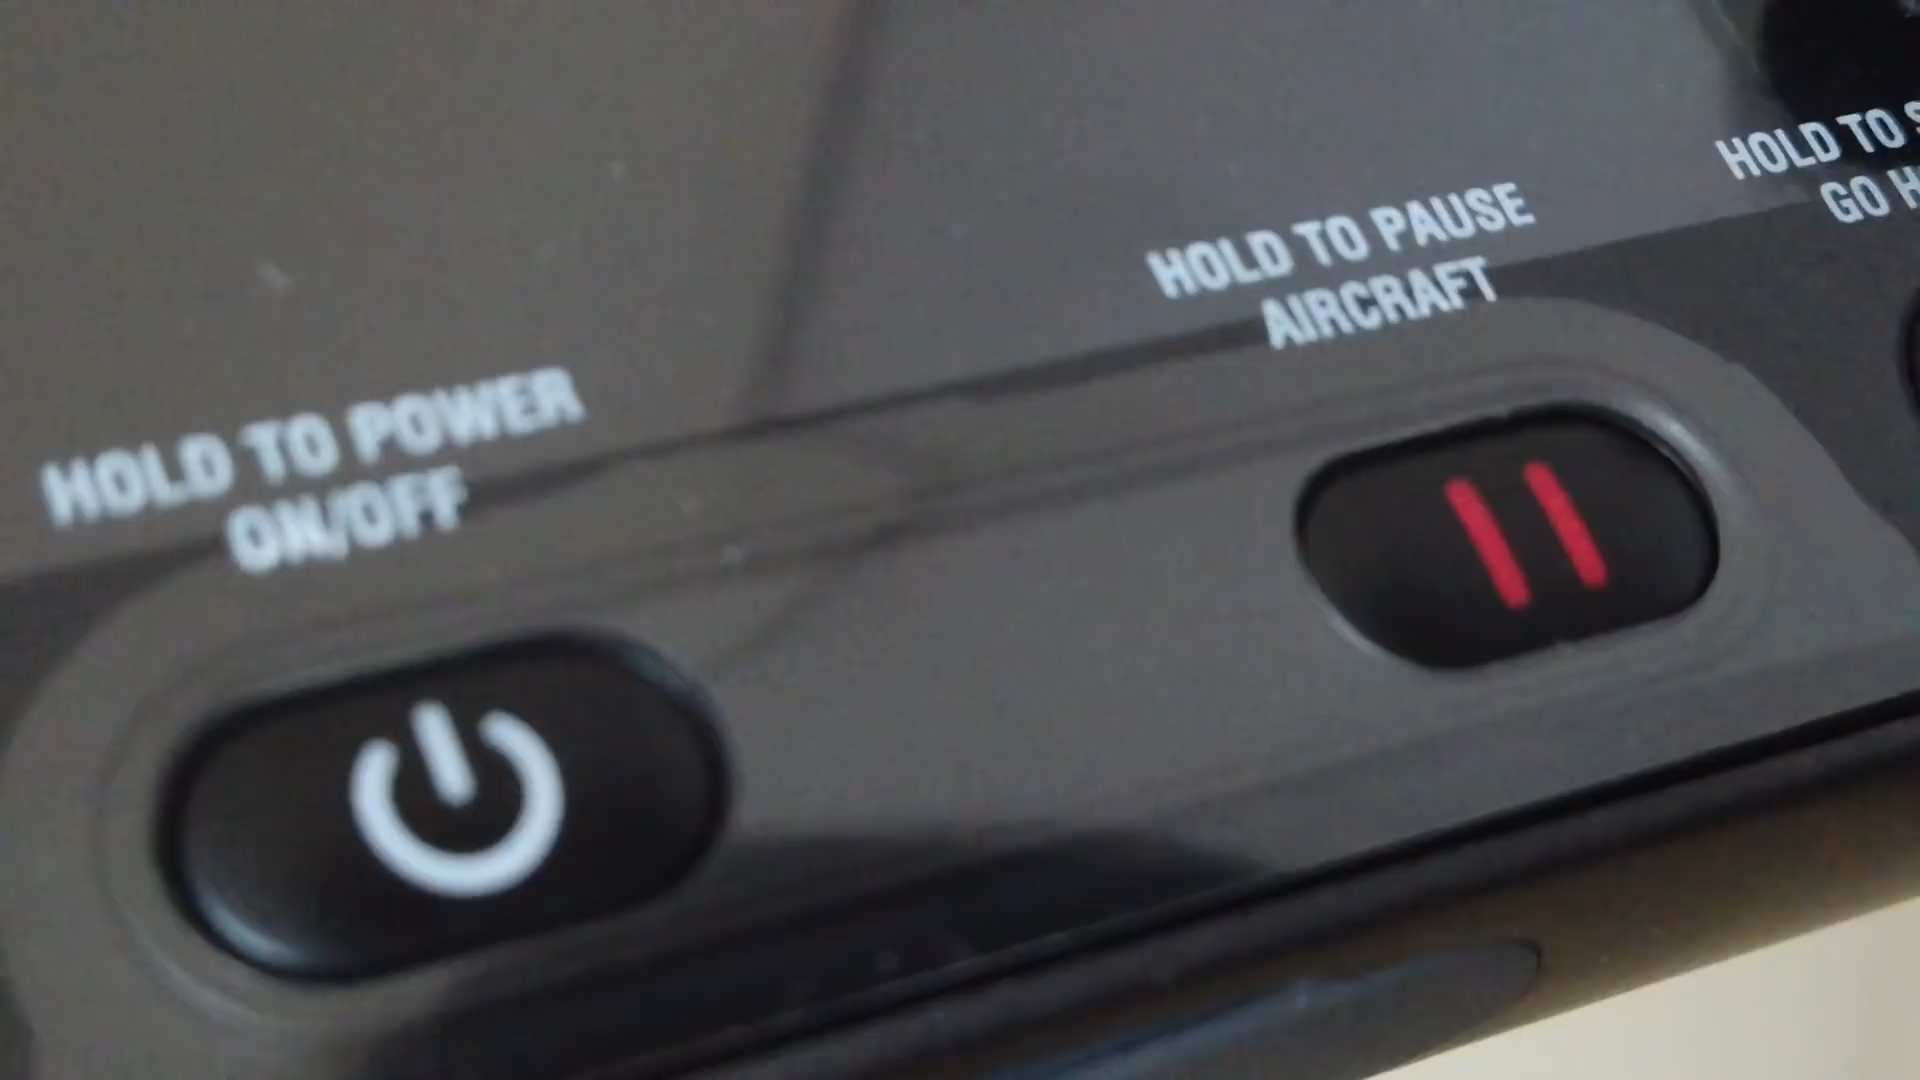 HOLD TO POWER
ON/OFF
HOLD TO PAUSE
AIRCRAFT
HOLD TO
GO